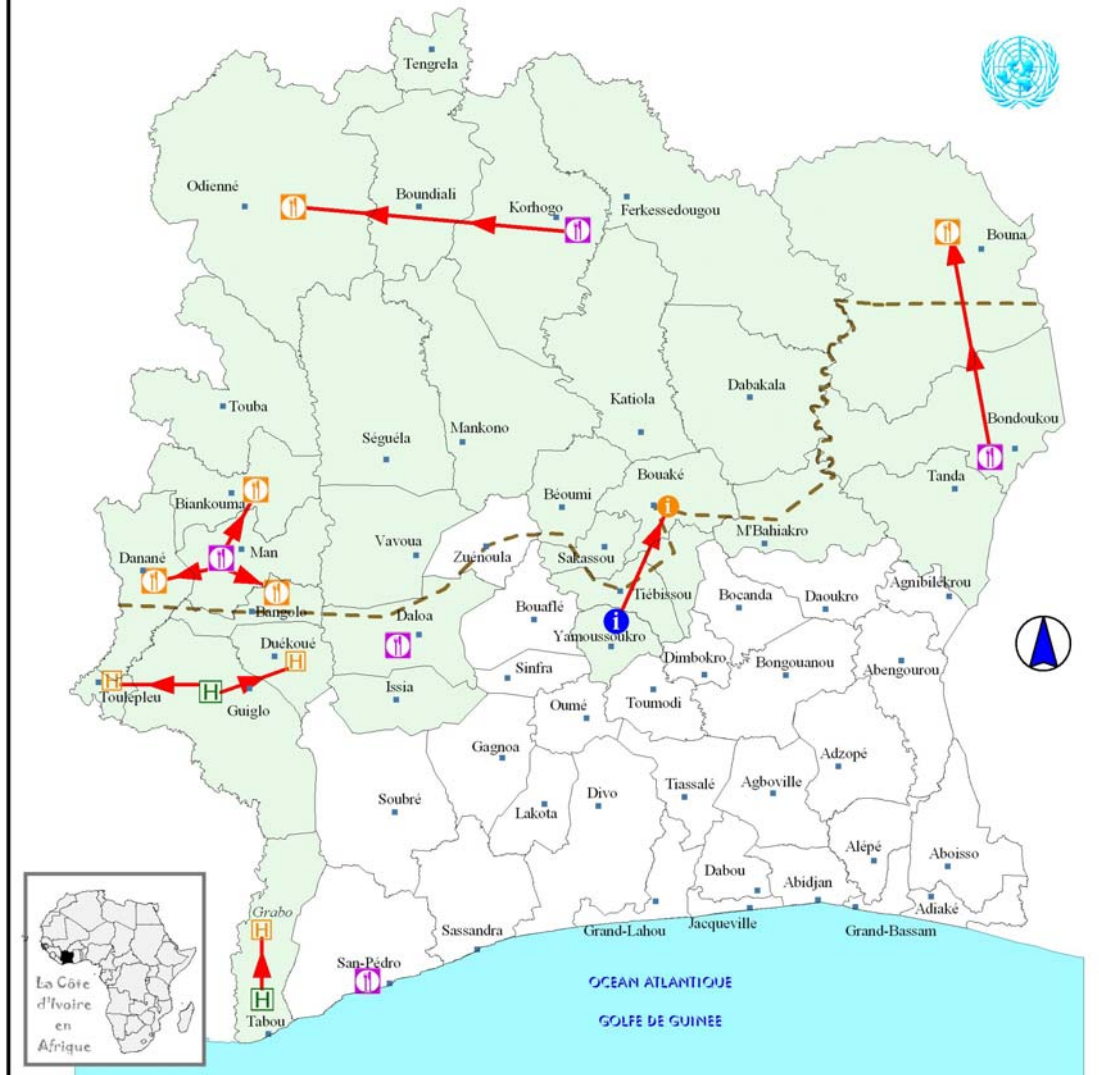 Tengrela
Odienné
Boundiali
Korhogo
Ferkessedougou
Bouna
Touba
Séguéla
Mankono
Katiola
Dabakala
Bondoukou
Tanda
Biankouma
Bouaké
Béoumi
M'Bahiakro
Danané
Man
Vavoua
Zuénoula
Sakassou
Tiébissou
Agnibilékrou
Bangolo
Daloa
Bouaflé
Bocanda
Daoukro
Yamoussoukro
Duékoué
Dimbokro
Bongouanou
Abengourou
Sinfra
Toulépleu
Guiglo
Issia
Oumé
Toumodi
Gagnoa
Adzopé
Soubré
Lakota
Divo
Tiassalé
Agboville
Alépé
Aboisso
Dabou
Abidjan
Adiaké
Grabo
Sassandra
Grand-Lahou
Jacqueville
Grand-Bassam
San-Pédro
Tabou
OCEAN ATLANTIQUE
GOLFE DE GUINEE
La Côte
d'Ivoire
en
Afrique
H
H
H
H
H
i
i